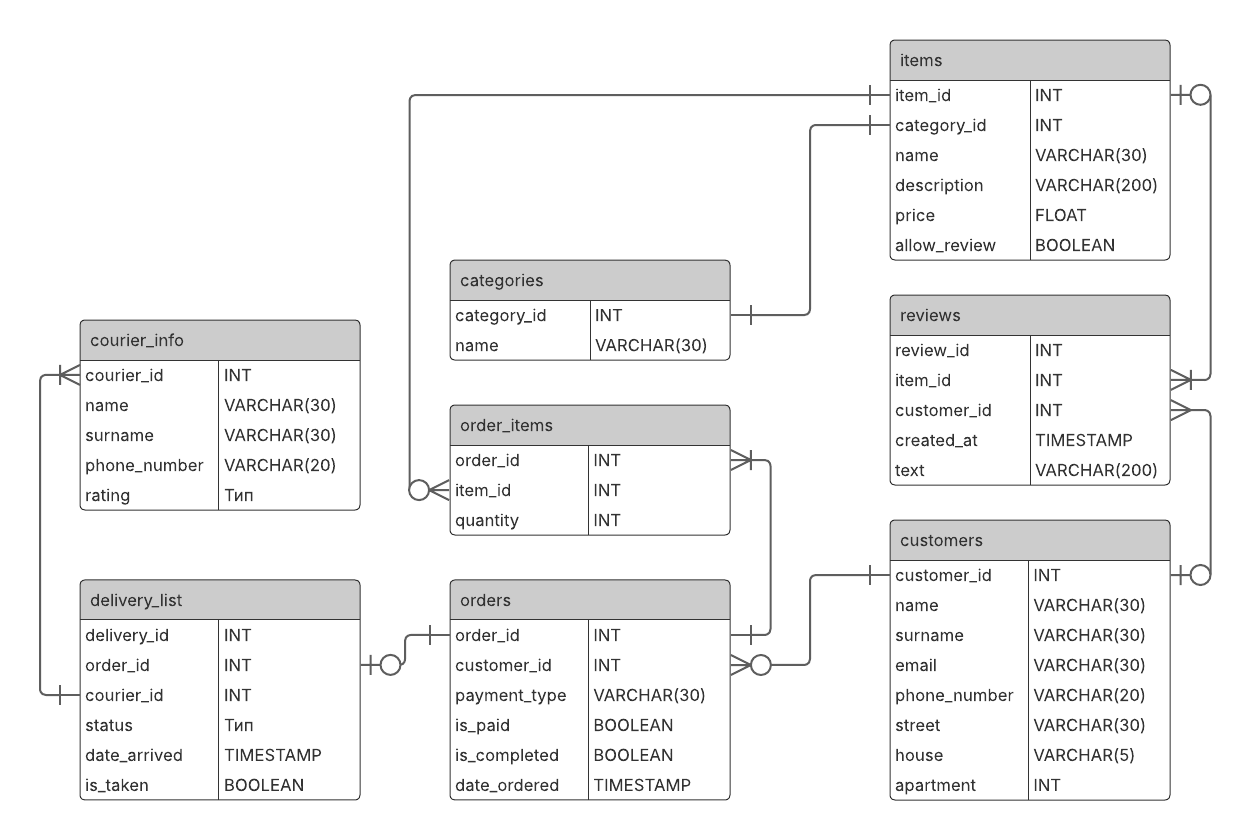 items
item_id INT
category_id INT
name VARCHAR(30)
description VARCHAR(200)
price FLOAT
allow_review BOOLEAN
categories
category_id INT
name VARCHAR(30)
reviews
review_id INT
item_id INT
customer_id INT
created_at TIMESTAMP
text VARCHAR(200)
courier_info
courier_id INT
name VARCHAR(30)
surname VARCHAR(30)
phone_number VARCHAR(20)
rating Тип
order_items
order_id INT
item_id INT
quantity INT
customers
customer_id INT
name VARCHAR(30)
surname VARCHAR(30)
email VARCHAR(30)
phone_number VARCHAR(20)
street VARCHAR(30)
house VARCHAR(5)
apartment INT
delivery_list
delivery_id INT
order_id INT
courier_id INT
status Тип
date_arrived TIMESTAMP
is_taken BOOLEAN
orders
order_id INT
customer_id INT
payment_type VARCHAR(30)
is_paid BOOLEAN
is_completed BOOLEAN
date_ordered TIMESTAMP